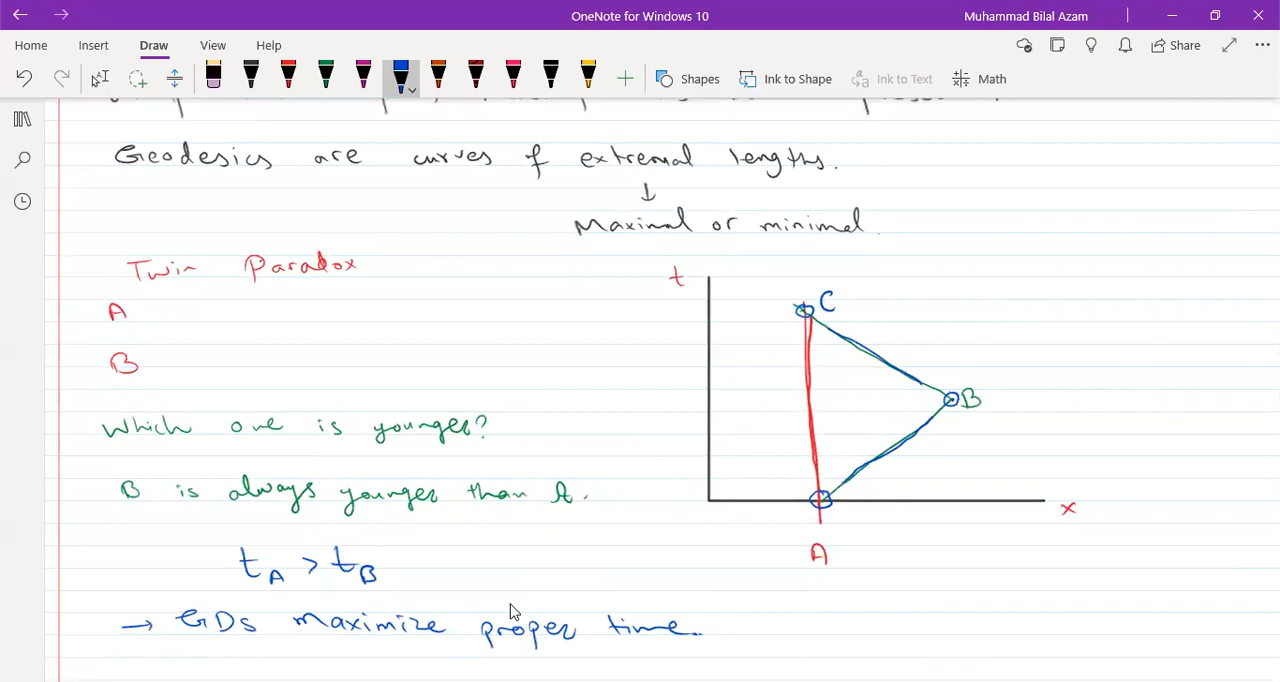 OneNote for Windows 10
Muhammad Bilal Azam
Home Insert Draw View Help
Share
Shapes Ink to Shape Ink to Text Math
Geodesics are curves of extremal lengths.
Maximal or minimal.
Twin Paradox
t
A
C
B
B
Which one is younger?
B is always younger than A.
x
A
tA > tB
→ GDs maximize proper time.